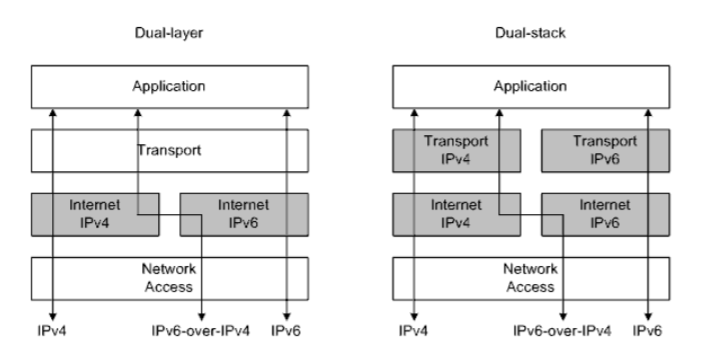 Dual-layer
Dual-stack
Application
Application
Transport
Transport
IPv4
Transport
IPv6
Internet
IPv4
Internet
IPv6
Internet
IPv4
Internet
IPv6
Network
Access
Network
Access
IPv4
IPv6-over-IPv4
IPv6
IPv4
IPv6-over-IPv4
IPv6